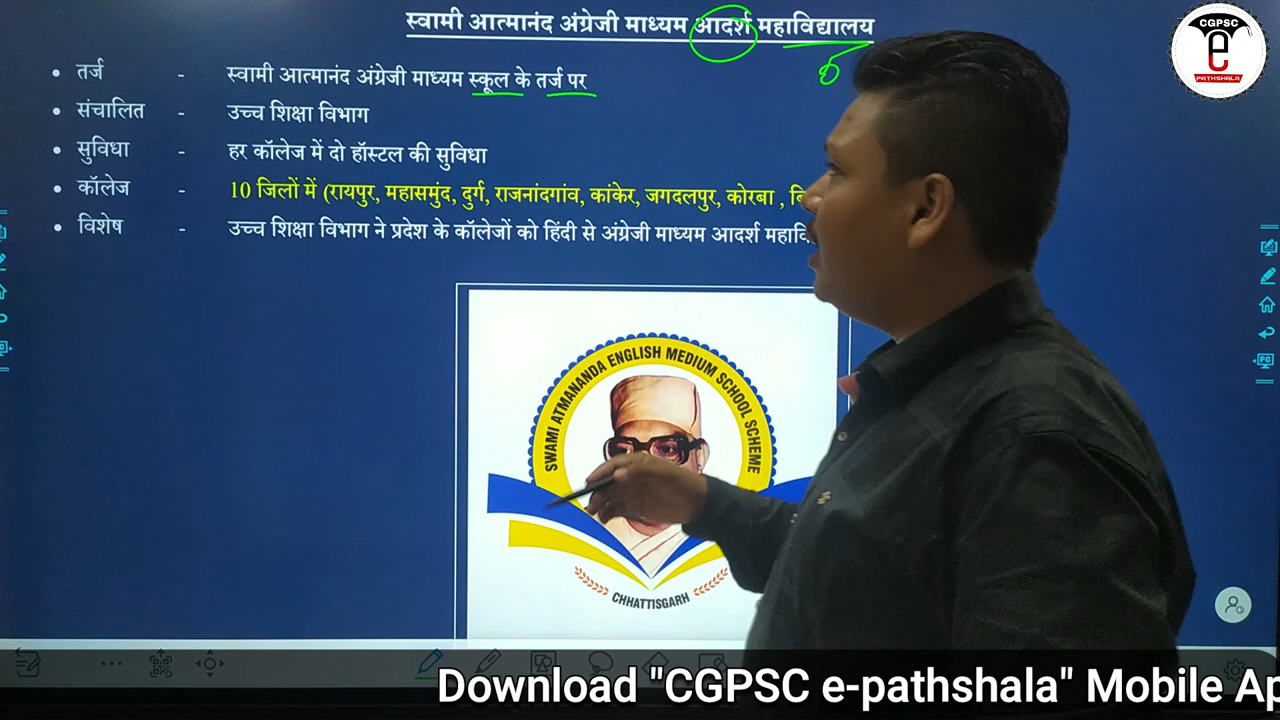 स्वामी आत्मानंद अंग्रेजी माध्यम आदर्श महाविद्यालय
• तर्ज - स्वामी आत्मानंद अंग्रेजी माध्यम स्कूल के तर्ज पर
• संचालित - उच्च शिक्षा विभाग
• सुविधा - हर कॉलेज में दो हॉस्टल की सुविधा
• कॉलेज - 10 जिलों में (रायपुर, महासमुंद, दुर्ग, राजनांदगांव, कांकेर, जगदलपुर, कोरबा ,
• विशेष - उच्च शिक्षा विभाग ने प्रदेश के कॉलेजों को हिंदी से अंग्रेजी माध्यम आदर्श
SWAMI ATMANANDA ENGLISH MEDIUM SCHOOL SCHEME
CHHATTISGARH
CGPSC
e
PATHSHALA
Download "CGPSC e-pathshala" Mobile Ap